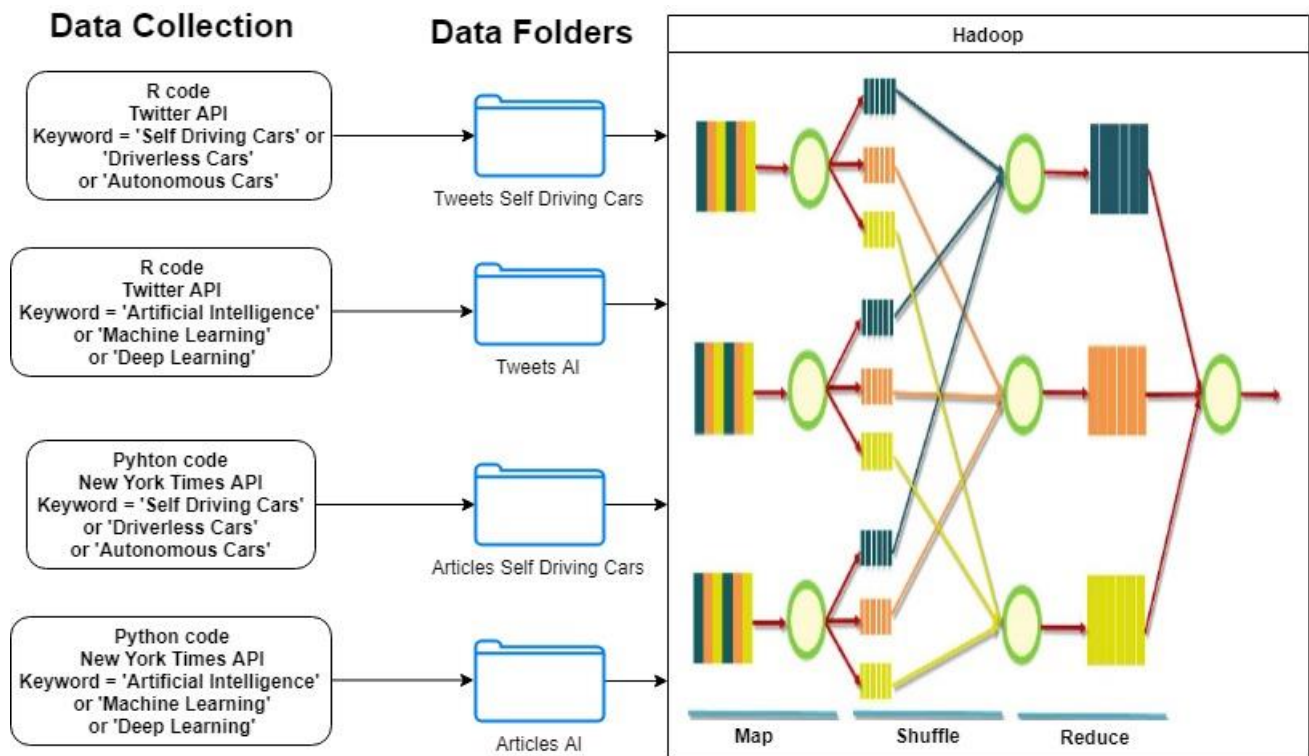 Data Collection
Data Folders
Hadoop
R code
Twitter API
Keyword = 'Self Driving Cars' or
'Driverless Cars'
or 'Autonomous Cars'
Tweets Self Driving Cars
R code
Twitter API
Keyword = 'Artificial Intelligence'
or 'Machine Learning'
or 'Deep Learning'
Tweets AI
Pyhton code
New York Times API
Keyword = 'Self Driving Cars'
or 'Driverless Cars'
or 'Autonomous Cars'
Articles Self Driving Cars
Python code
New York Times API
Keyword = 'Artificial Intelligence'
or 'Machine Learning'
or 'Deep Learning'
Articles AI
Map
Shuffle
Reduce